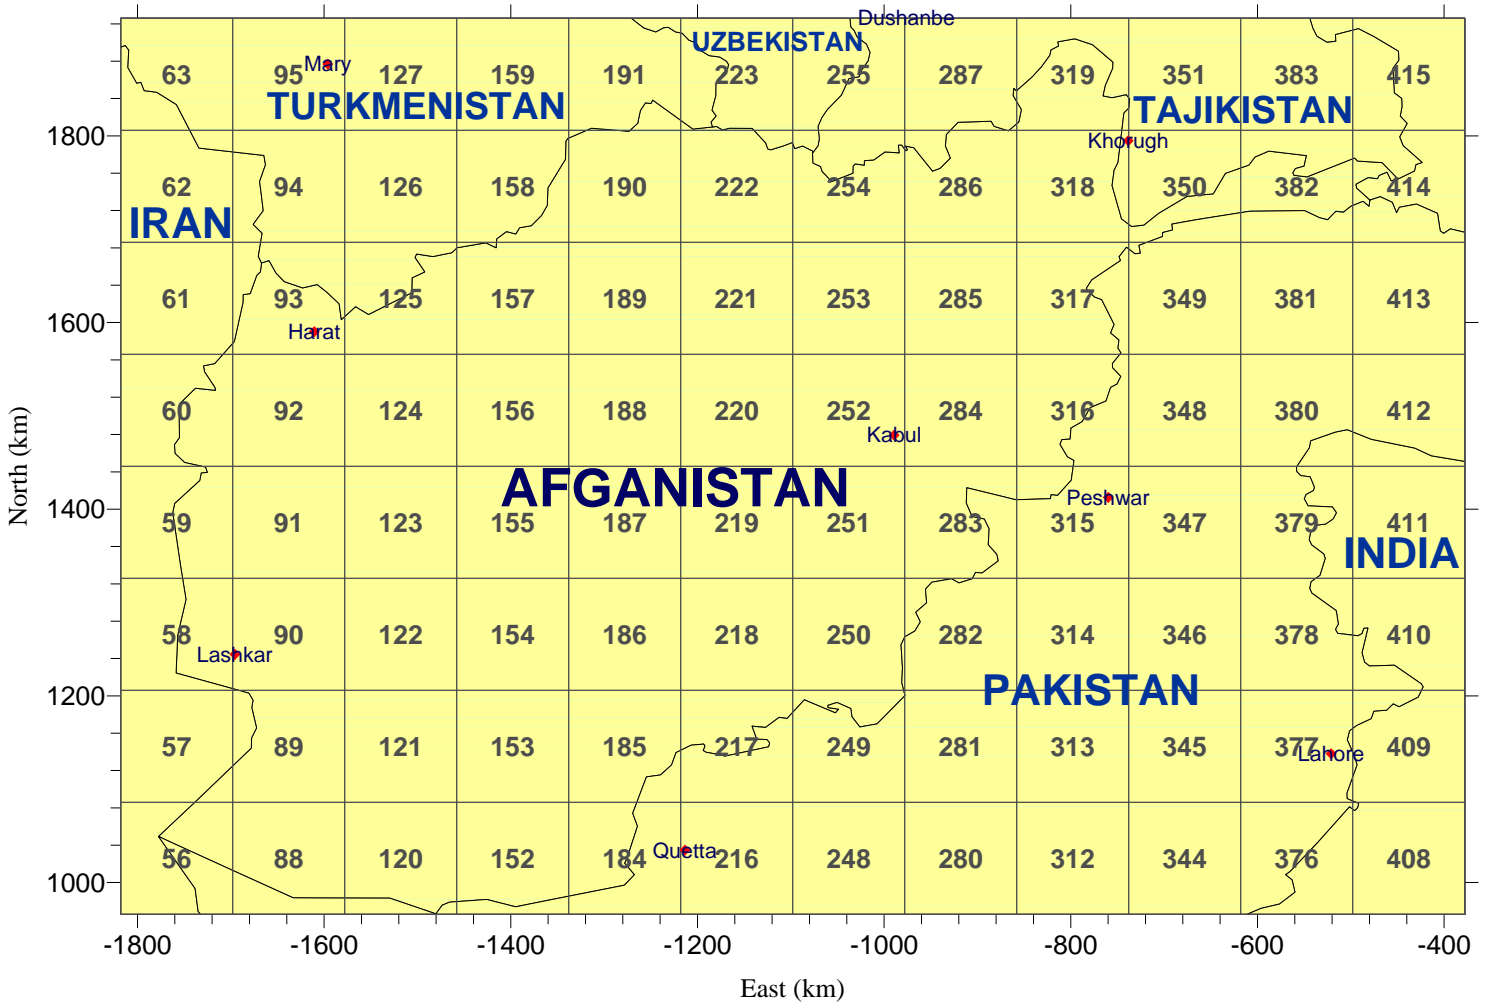 Dushanbe
UZBEKISTAN
Mary
63 95 127 159 191 223 255 287 319 351 383 415
TURKMENISTAN TAJIKISTAN
1800
Khorugh
62 94 126 158 190 222 254 286 318 350 382 414
IRAN
61 93 125 157 189 221 253 285 317 349 381 413
1600
Harat
60 92 124 156 188 220 252 284 316 348 380 412
Kabul
AFGANISTAN
Peshwar
1400
59 91 123 155 187 219 251 283 315 347 379 411
INDIA
58 90 122 154 186 218 250 282 314 346 378 410
Lashkar
PAKISTAN
1200
57 89 121 153 185 217 249 281 313 345 377 409
Lahore
Quetta
56 88 120 152 184 216 248 280 312 344 376 408
1000
-1800 -1600 -1400 -1200 -1000 -800 -600 -400
East (km)
North (km)